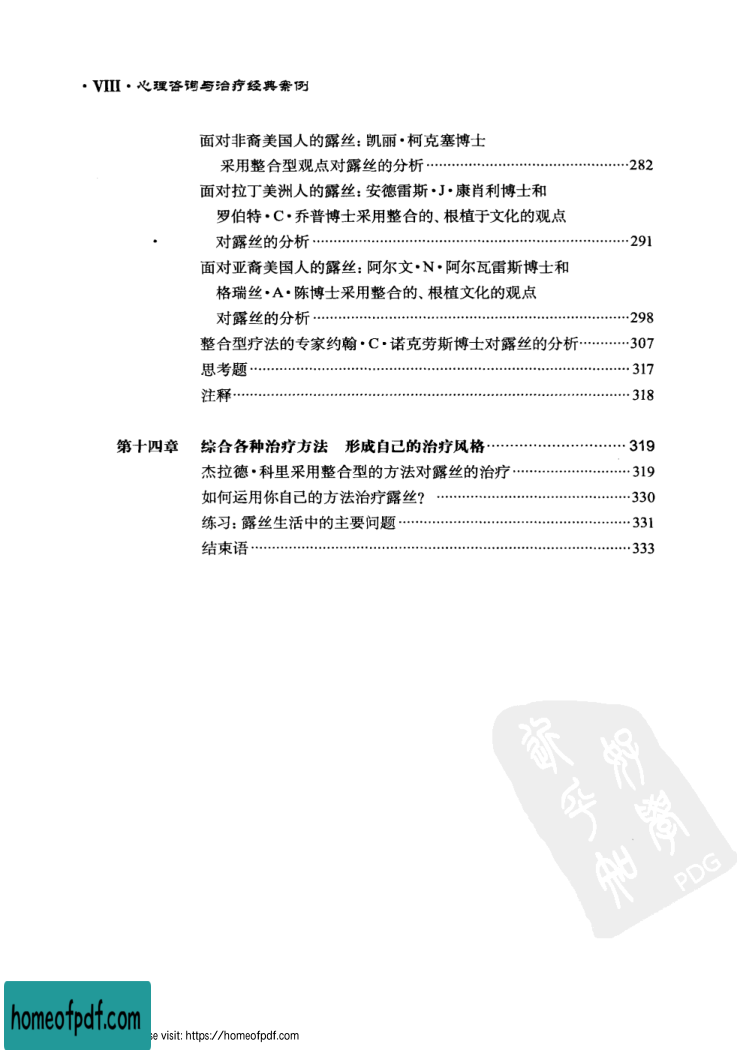 ·VIII·心理咨询与治疗经典案例
面对非裔美国人的露丝：凯丽·柯克塞博士
采用整合型观点对露丝的分析……………………………………282
面对拉丁美洲人的露丝：安德雷斯·J·康肖利博士和
罗伯特·C·乔普博士采用整合的、根植于文化的观点
对露丝的分析……………………………………………………291
面对亚裔美国人的露丝：阿尔文·N·阿尔瓦雷斯博士和
格瑞丝·A·陈博士采用整合的、根植文化的观点
对露丝的分析……………………………………………………298
整合型疗法的专家约翰·C·诺克劳斯博士对露丝的分析…………307
思考题………………………………………………………………317
注释…………………………………………………………………318
第十四章 综合各种治疗方法 形成自己的治疗风格………………………319
杰拉德·科里采用整合型的方法对露丝的治疗……………………319
如何运用你自己的方法治疗露丝？…………………………………330
练习：露丝生活中的主要问题………………………………………331
结束语………………………………………………………………333
PDG
homeofpdf.com
se visit: https://homeofpdf.com